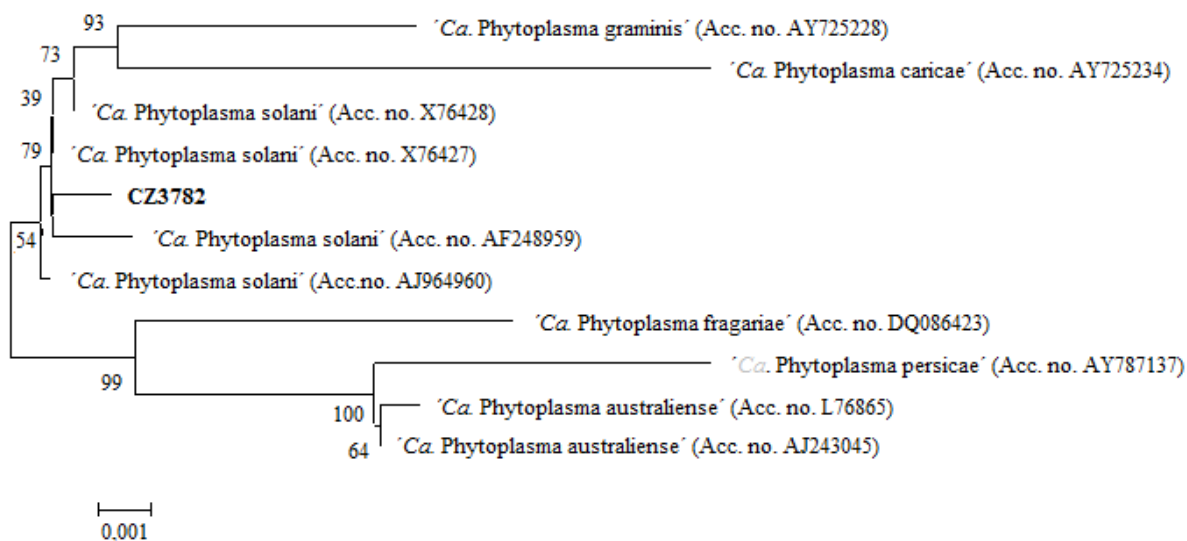 93
´Ca. Phytoplasma graminis´ (Acc. no. AY725228)
73
´Ca. Phytoplasma caricae´ (Acc. no. AY725234)
39
´Ca. Phytoplasma solani´ (Acc. no. X76428)
79
´Ca. Phytoplasma solani´ (Acc. no. X76427)
CZ3782
54
´Ca. Phytoplasma solani´ (Acc. no. AF248959)
´Ca. Phytoplasma solani´ (Acc.no. AJ964960)
´Ca. Phytoplasma fragariae´ (Acc. no. DQ086423)
´Ca. Phytoplasma persicae´ (Acc. no. AY787137)
99
´Ca. Phytoplasma australiense´ (Acc. no. L76865)
100
´Ca. Phytoplasma australiense´ (Acc. no. AJ243045)
64
0.001